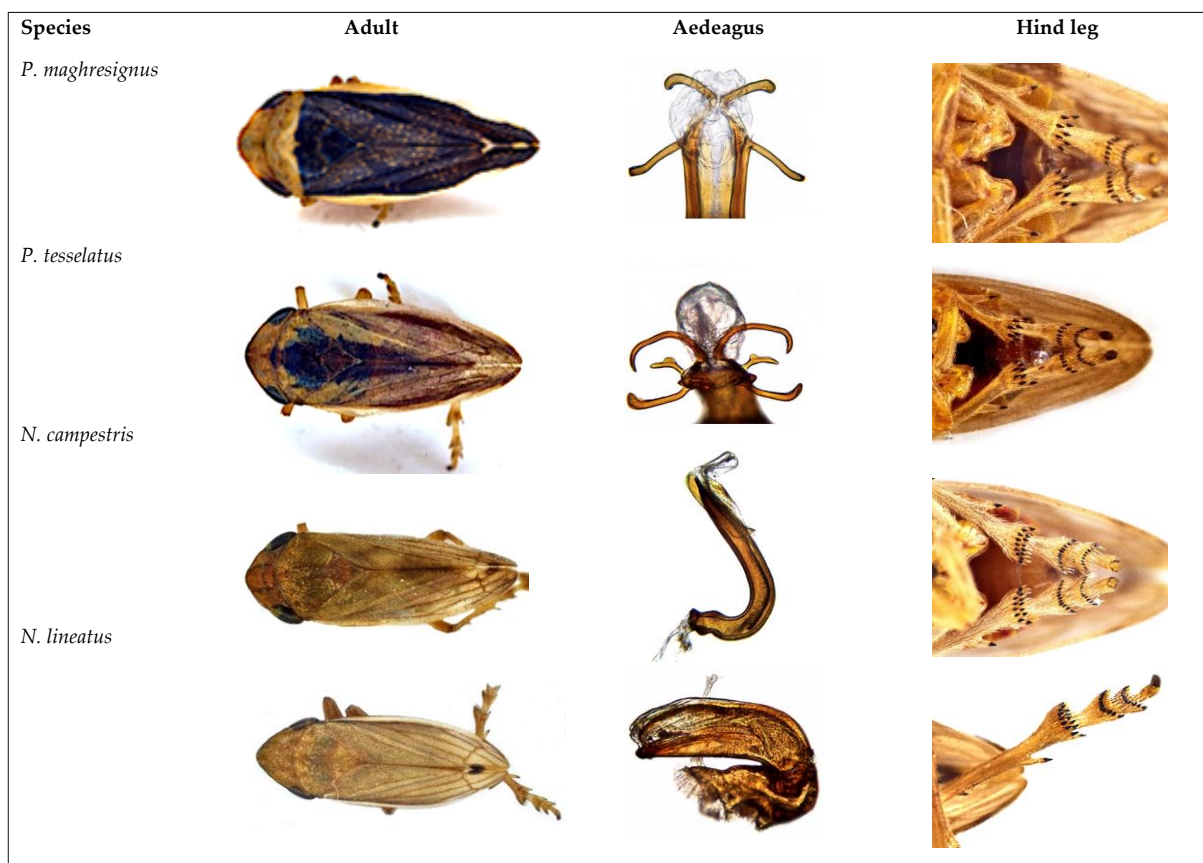 Species Adult Aedeagus Hind leg
P. maghresignus
P. tesselatus
N. campestris
N. lineatus